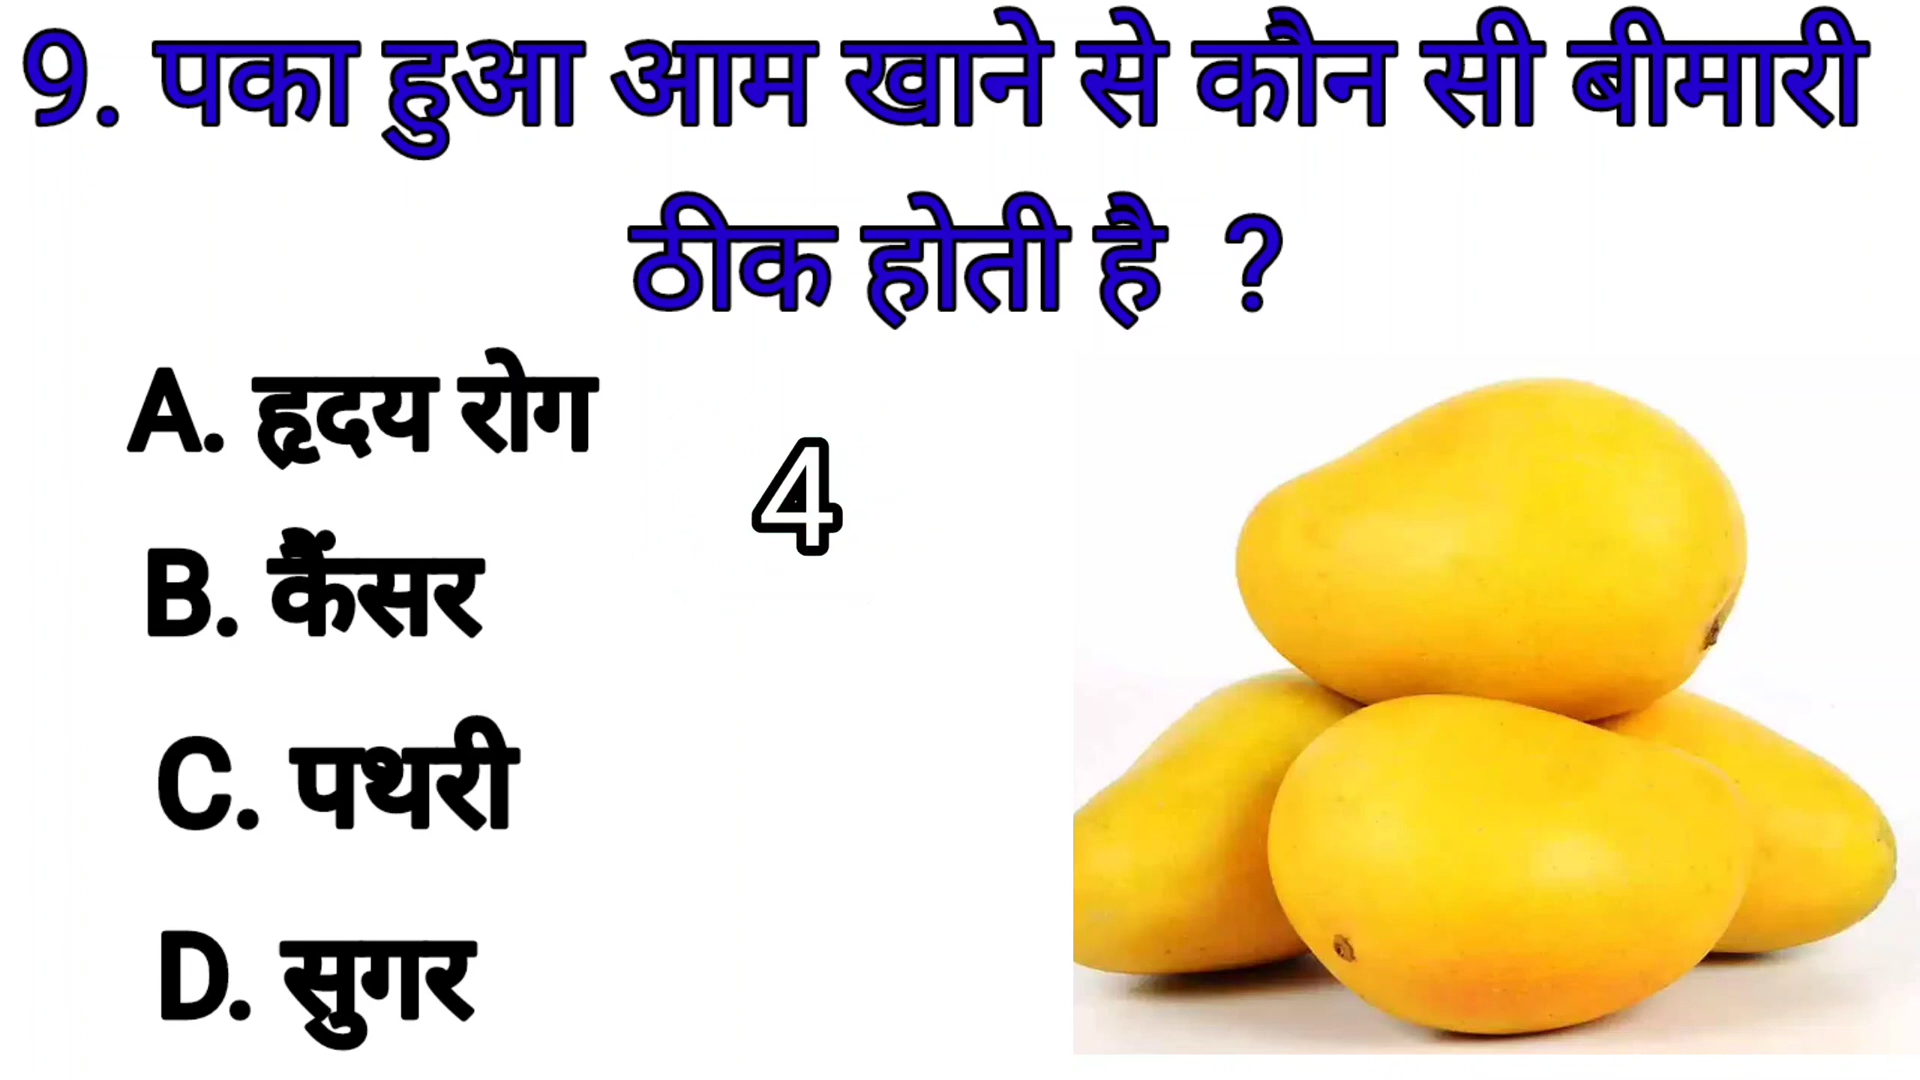 9. पका हुआ आम खाने से कौन सी बीमारी
ठीक होती है ?
A. हृदय रोग
4
B. कैंसर
C. पथरी
D. सुगर